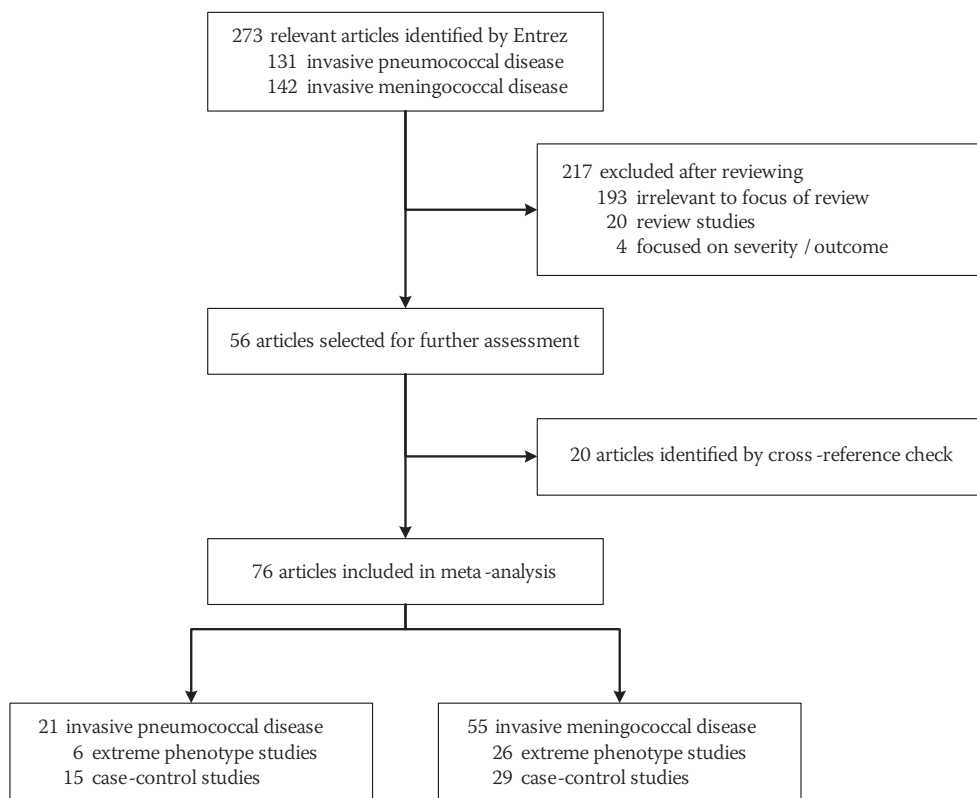 273 relevant articles identified by Entrez
131 invasive pneumococcal disease
142 invasive meningococcal disease
217 excluded after reviewing
193 irrelevant to focus of review
20 review studies
4 focused on severity / outcome
56 articles selected for further assessment
20 articles identified by cross-reference check
76 articles included in meta-analysis
21 invasive pneumococcal disease
6 extreme phenotype studies
15 case-control studies
55 invasive meningococcal disease
26 extreme phenotype studies
29 case-control studies